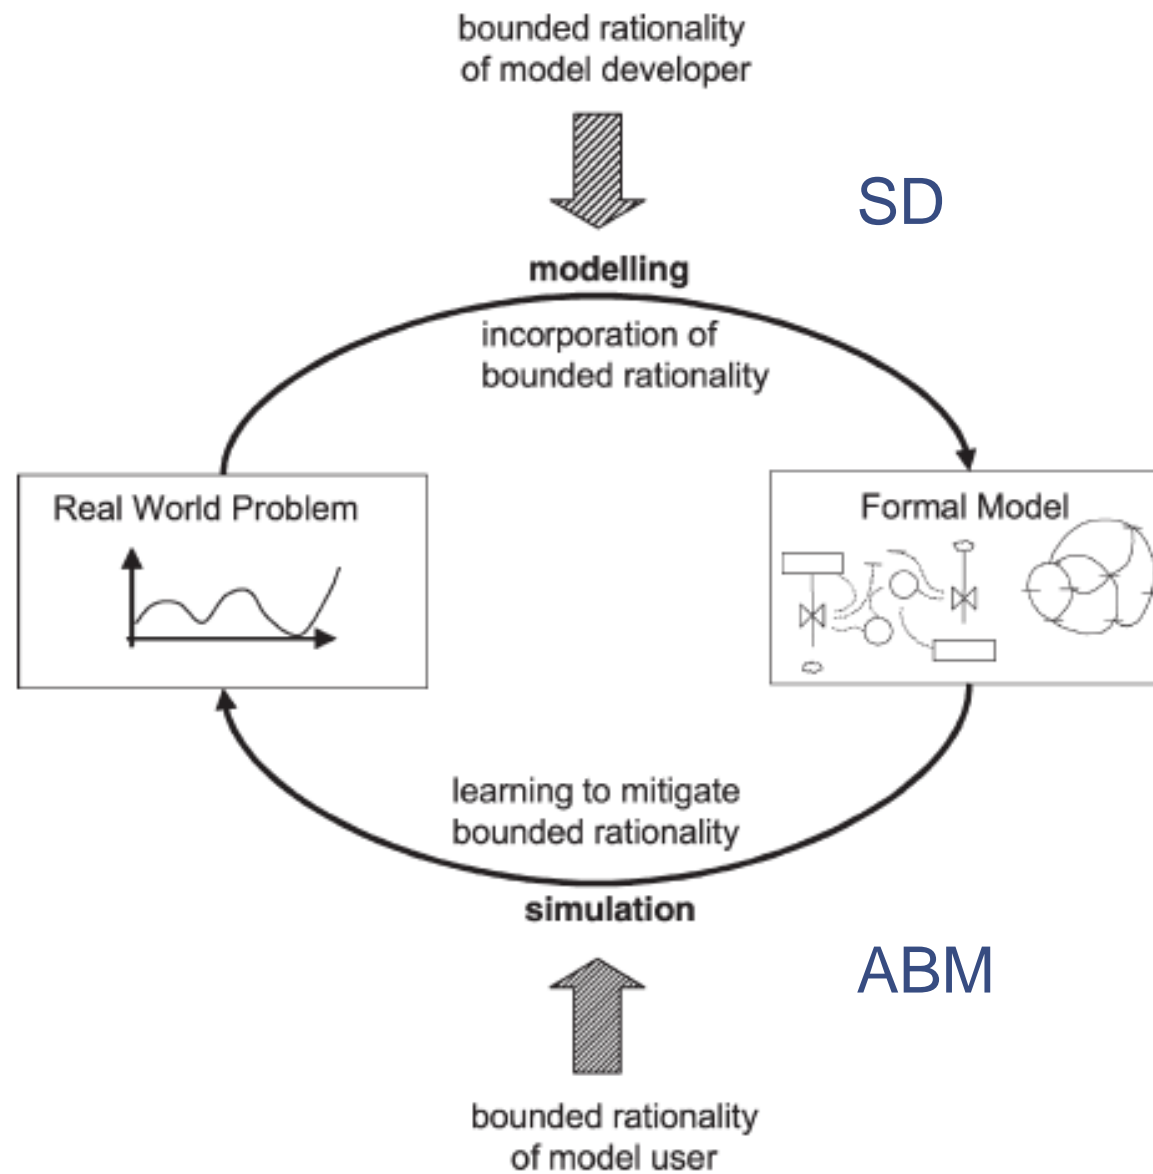 bounded rationality
of model developer
SD
modelling
incorporation of
bounded rationality
Real World Problem
Formal Model
learning to mitigate
bounded rationality
simulation
ABM
bounded rationality
of model user